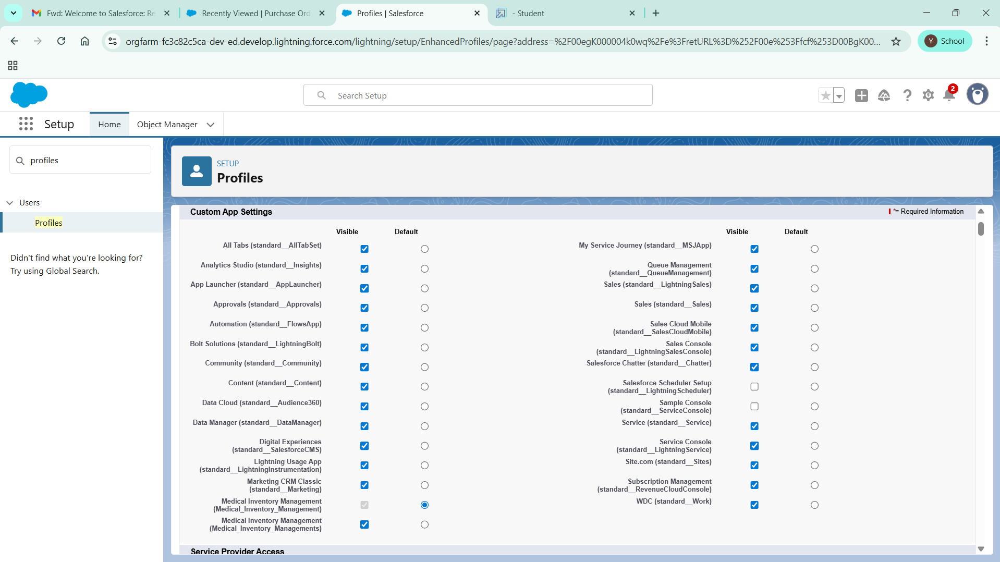 Fwd: Welcome to Salesforce: Re
Recently Viewed | Purchase Ord
Profiles | Salesforce
- Student
orgfarm-fc3c82c5ca-dev-ed.develop.lightning.force.com/lightning/setup/EnhancedProfiles/page?address=%2F00egK000004k0wq%2Fe%3FretURL%3D%252F00e%253Ffcf%253D00BgK00...
Y School
Search Setup
2
Setup
Home
Object Manager
profiles
Users
Profiles
Didn't find what you're looking for?
Try using Global Search.
SETUP
Profiles
Custom App Settings
*= Required Information
Visible Default
Visible Default
All Tabs (standard__AllTabSet)
Analytics Studio (standard__Insights)
App Launcher (standard__AppLauncher)
Approvals (standard__Approvals)
Automation (standard__FlowsApp)
Bolt Solutions (standard__LightningBolt)
Community (standard__Community)
Content (standard__Content)
Data Cloud (standard__Audience360)
Data Manager (standard__DataManager)
Digital Experiences
(standard__SalesforceCMS)
Lightning Usage App
(standard__LightningInstrumentation)
Marketing CRM Classic
(standard__Marketing)
Medical Inventory Management
(Medical_Inventory_Management)
Medical Inventory Management
(Medical_Inventory_Managements)
My Service Journey (standard__MSJApp)
Queue Management
(standard__QueueManagement)
Sales (standard__LightningSales)
Sales (standard__Sales)
Sales Cloud Mobile
(standard__SalesCloudMobile)
Sales Console
(standard__LightningSalesConsole)
Salesforce Chatter (standard__Chatter)
Salesforce Scheduler Setup
(standard__LightningScheduler)
Sample Console
(standard__ServiceConsole)
Service (standard__Service)
Service Console
(standard__LightningService)
Site.com (standard__Sites)
Subscription Management
(standard__RevenueCloudConsole)
WDC (standard__Work)
Service Provider Access